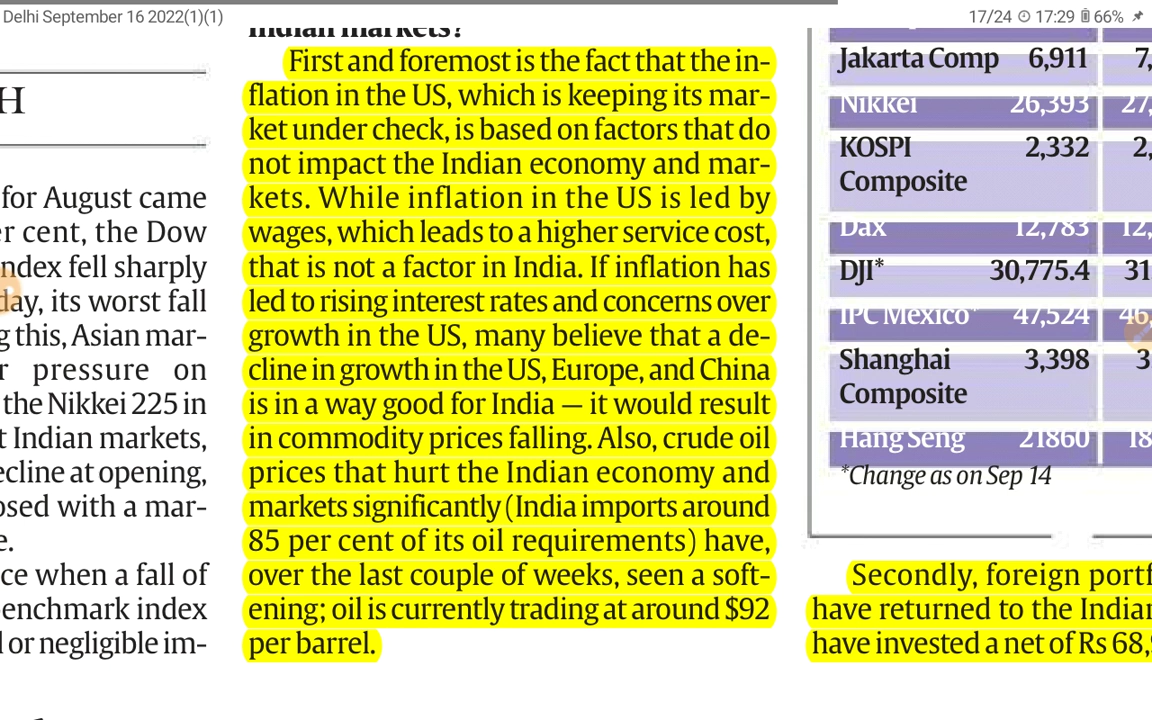 Delhi September 16 2022(1)(1)
17/24 17:29 66%
H
for August came
er cent, the Dow
ndex fell sharply
day, its worst fall
g this, Asian mar-
r pressure on
the Nikkei 225 in
t Indian markets,
ecline at opening,
osed with a mar-
e.
ce when a fall of
benchmark index
l or negligible im-
Indian markets?
First and foremost is the fact that the in-
flation in the US, which is keeping its mar-
ket under check, is based on factors that do
not impact the Indian economy and mar-
kets. While inflation in the US is led by
wages, which leads to a higher service cost,
that is not a factor in India. If inflation has
led to rising interest rates and concerns over
growth in the US, many believe that a de-
cline in growth in the US, Europe, and China
is in a way good for India — it would result
in commodity prices falling. Also, crude oil
prices that hurt the Indian economy and
markets significantly (India imports around
85 per cent of its oil requirements) have,
over the last couple of weeks, seen a soft-
ening; oil is currently trading at around $92
per barrel.
Jakarta Comp 6,911 7,
Nikkei 26,393 27,
KOSPI 2,332 2,
Composite
Dax 12,783 12,
DJI* 30,775.4 31
IPC Mexico* 47,524 46,
Shanghai 3,398 3
Composite
Hang Seng 21860 18
*Change as on Sep 14
Secondly, foreign portf
have returned to the Indian
have invested a net of Rs 68,9